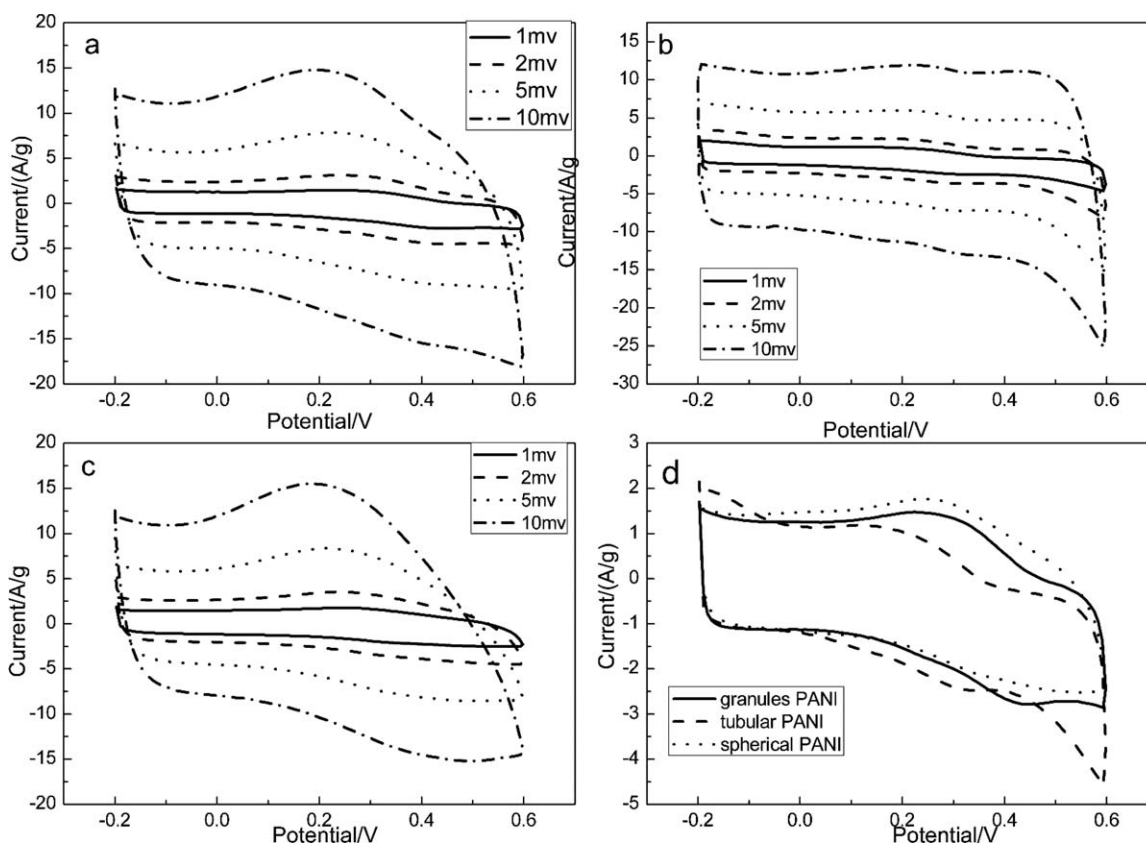 a
1mv
2mv
5mv
10mv
20
15
10
5
0
-5
-10
-15
-20
Current/(A/g)
-0.2 0.0 0.2 0.4 0.6
Potential/V
b
15
10
5
0
-5
-10
-15
-20
-25
-30
Current/A/g
1mv
2mv
5mv
10mv
-0.2 0.0 0.2 0.4 0.6
Potential/V
c
1mv
2mv
5mv
10mv
20
15
10
5
0
-5
-10
-15
-20
Current/A/g
-0.2 0.0 0.2 0.4 0.6
Potential/V
d
3
2
1
0
-1
-2
-3
-4
-5
Current/(A/g)
granules PANI
tubular PANI
spherical PANI
-0.2 0.0 0.2 0.4 0.6
Potential/V